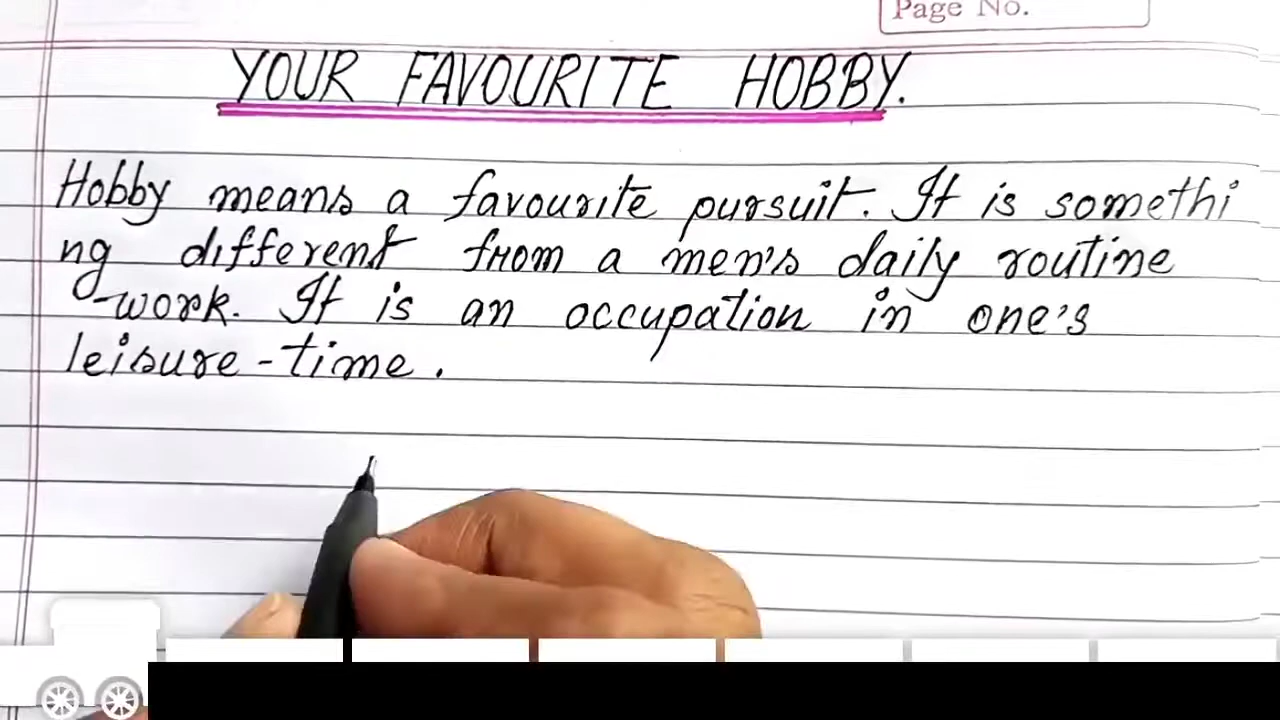 Page No.
YOUR FAVOURITE HOBBY.
Hobby means a favourite pursuit. It is somethi
ng different from a men's daily routine
work. It is an occupation in one's
leisure-time.